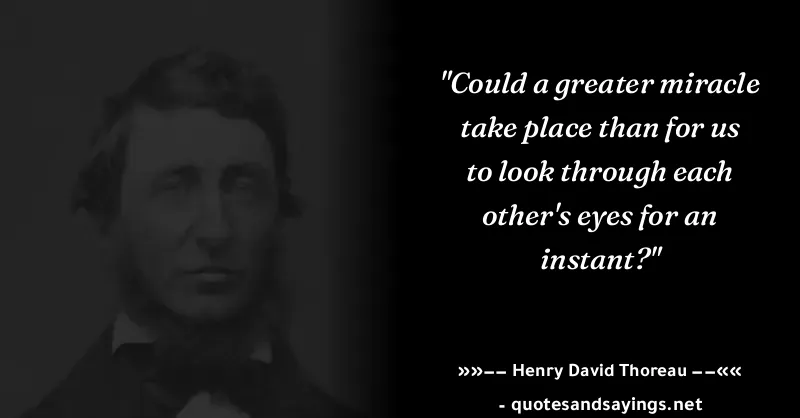 "Could a greater miracle
take place than for us
to look through each
other's eyes for an
instant?"
»»–– Henry David Thoreau ––««
- quotesandsayings.net